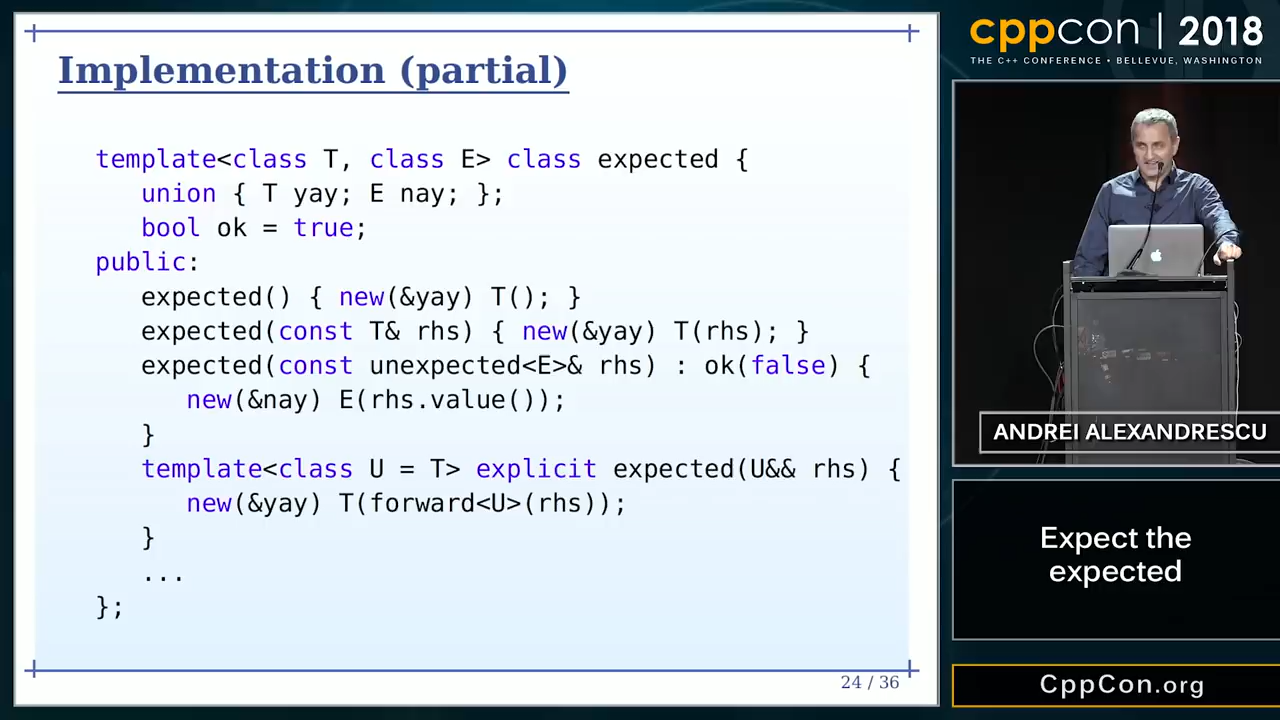 Implementation (partial)
template<class T, class E> class expected {
union { T yay; E nay; };
bool ok = true;
public:
expected() { new(&yay) T(); }
expected(const T& rhs) { new(&yay) T(rhs); }
expected(const unexpected<E>& rhs) : ok(false) {
new(&nay) E(rhs.value());
}
template<class U = T> explicit expected(U&& rhs) {
new(&yay) T(forward<U>(rhs));
}
...
};
24 / 36
cppcon | 2018
THE C++ CONFERENCE • BELLEVUE, WASHINGTON
ANDREI ALEXANDRESCU
Expect the
expected
CppCon.org